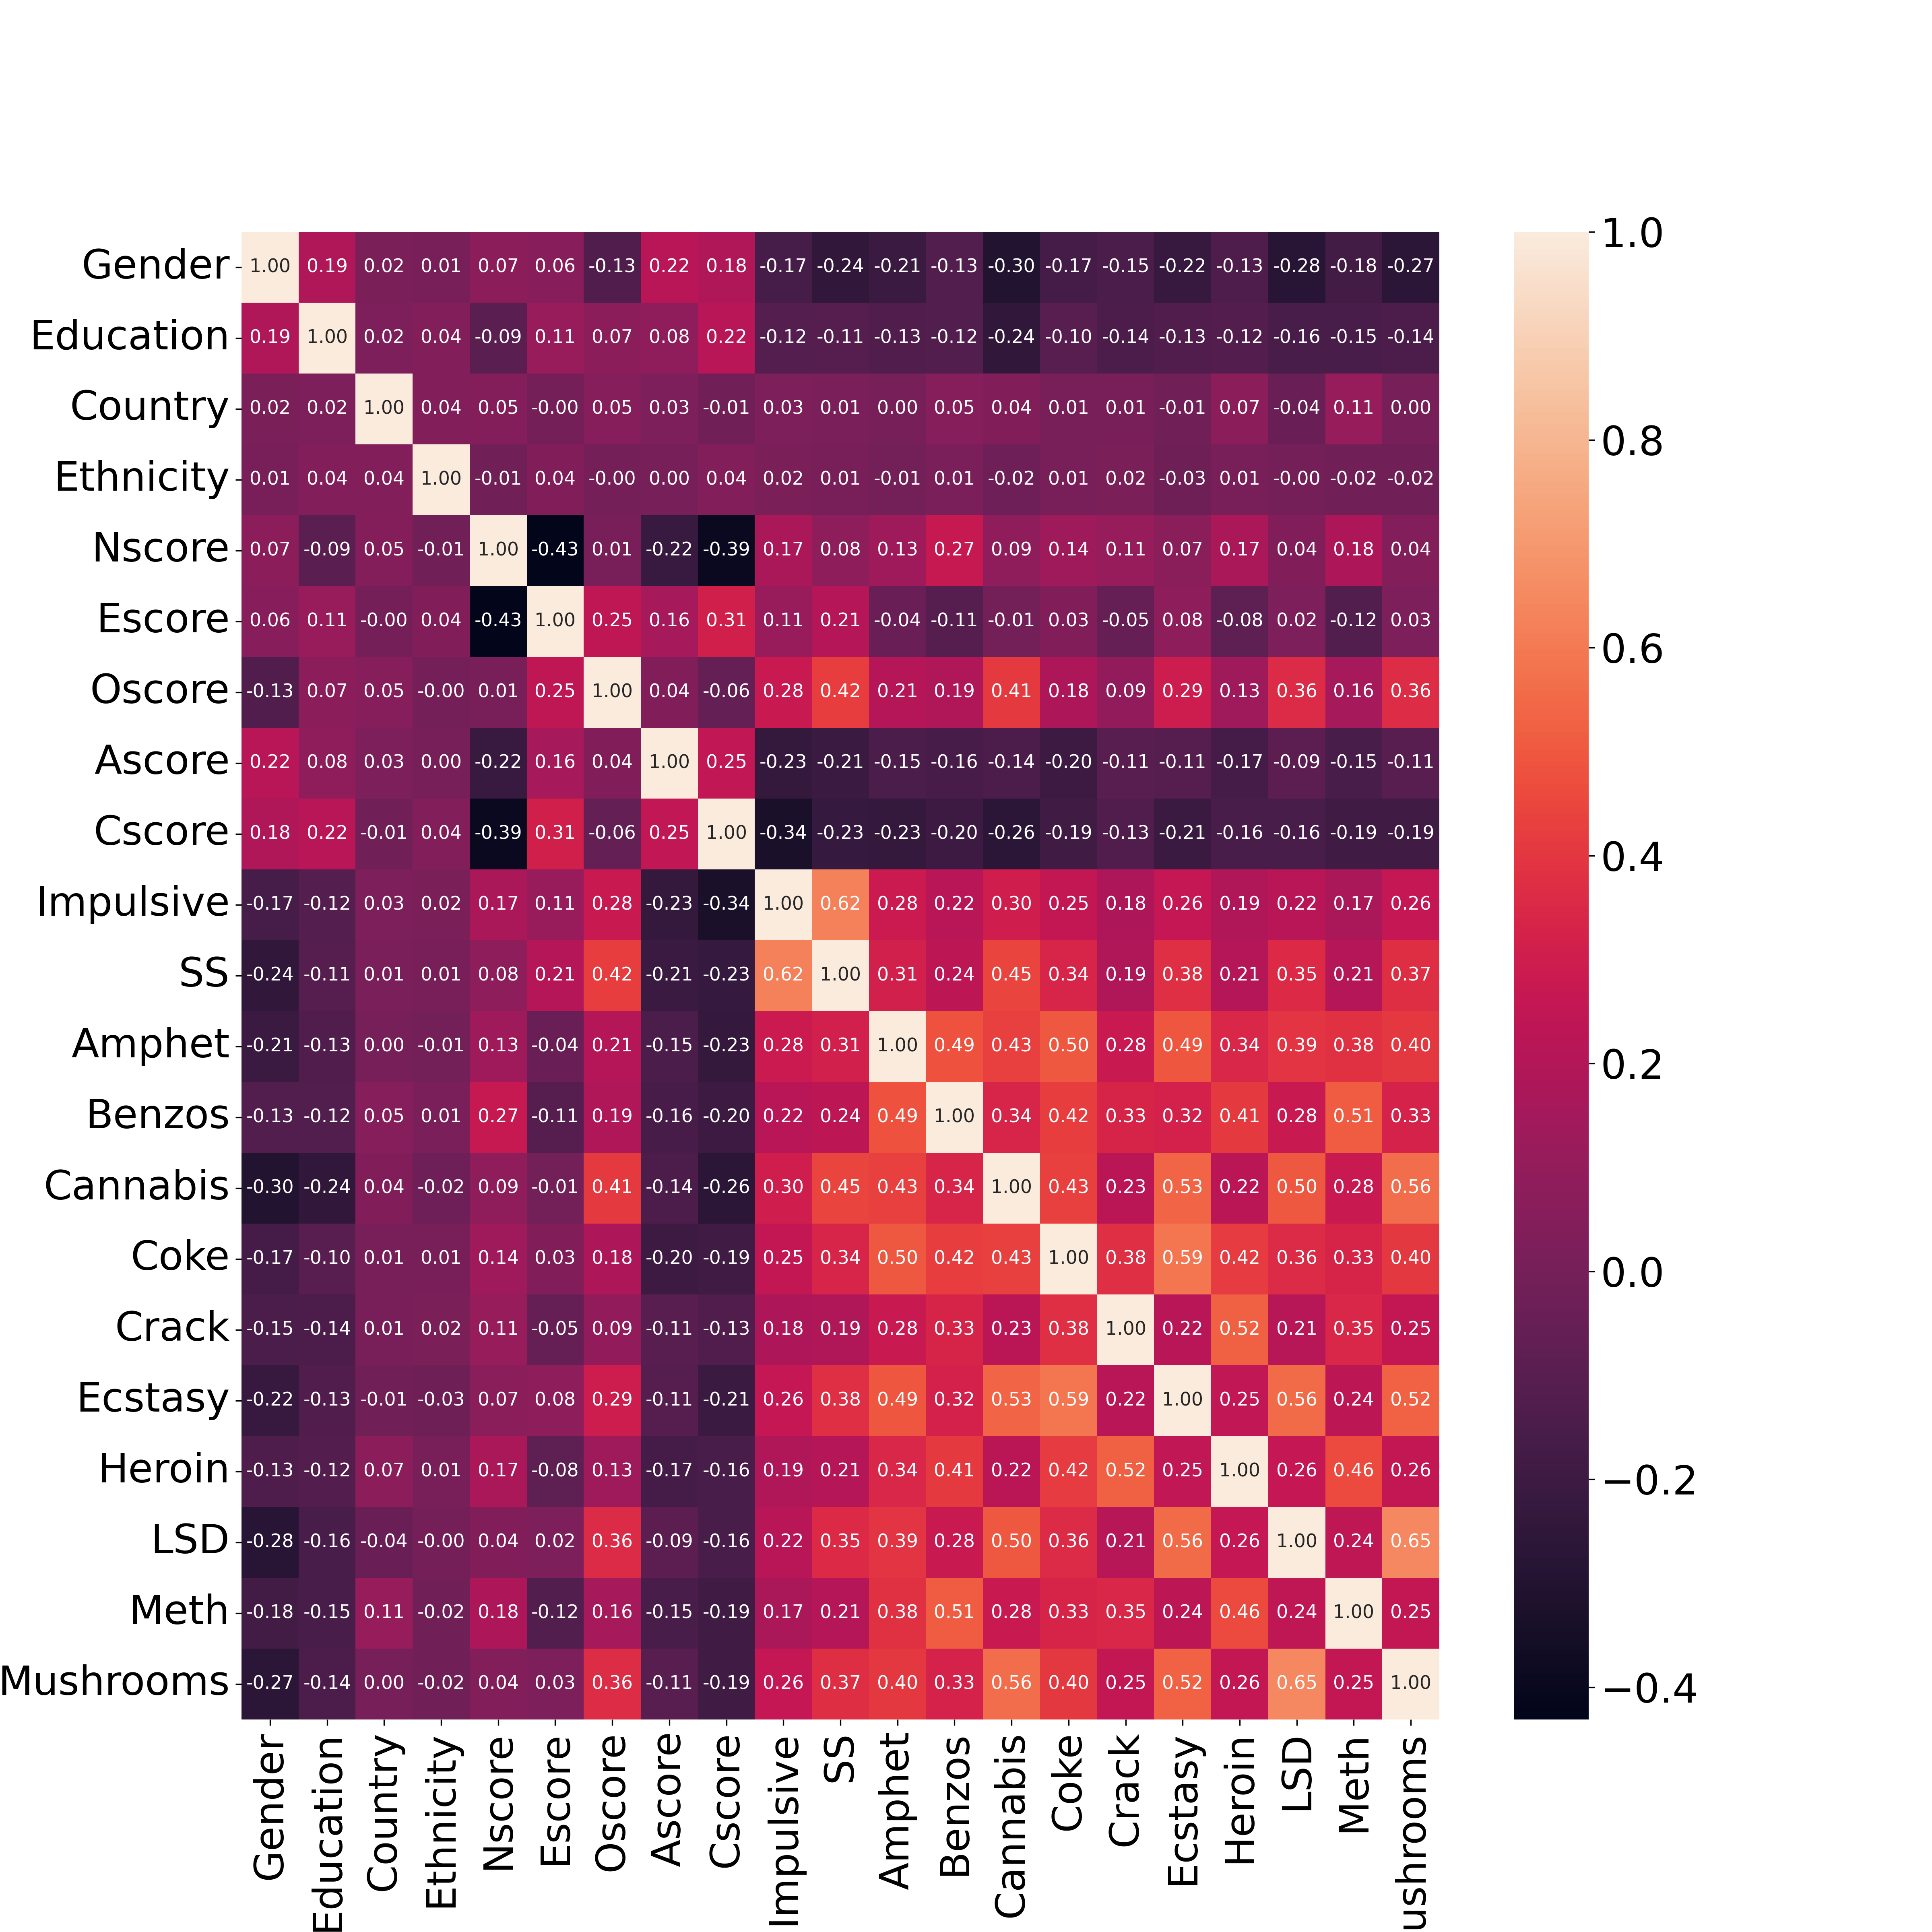 Gender 1.00 0.19 0.02 0.01 0.07 0.06 -0.13 0.22 0.18 -0.17 -0.24 -0.21 -0.13 -0.30 -0.17 -0.15 -0.22 -0.13 -0.28 -0.18 -0.27
Education 0.19 1.00 0.02 0.04 -0.09 0.11 0.07 0.08 0.22 -0.12 -0.11 -0.13 -0.12 -0.24 -0.10 -0.14 -0.13 -0.12 -0.16 -0.15 -0.14
Country 0.02 0.02 1.00 0.04 0.05 -0.00 0.05 0.03 -0.01 0.03 0.01 0.00 0.05 0.04 0.01 0.01 -0.01 0.07 -0.04 0.11 0.00
Ethnicity 0.01 0.04 0.04 1.00 -0.01 0.04 -0.00 0.00 0.04 0.02 0.01 -0.01 0.01 -0.02 0.01 0.02 -0.03 0.01 -0.00 -0.02 -0.02
Nscore 0.07 -0.09 0.05 -0.01 1.00 -0.43 0.01 -0.22 -0.39 0.17 0.08 0.13 0.27 0.09 0.14 0.11 0.07 0.17 0.04 0.18 0.04
Escore 0.06 0.11 -0.00 0.04 -0.43 1.00 0.25 0.16 0.31 0.11 0.21 -0.04 -0.11 -0.01 0.03 -0.05 0.08 -0.08 0.02 -0.12 0.03
Oscore -0.13 0.07 0.05 -0.00 0.01 0.25 1.00 0.04 -0.06 0.28 0.42 0.21 0.19 0.41 0.18 0.09 0.29 0.13 0.36 0.16 0.36
Ascore 0.22 0.08 0.03 0.00 -0.22 0.16 0.04 1.00 0.25 -0.23 -0.21 -0.15 -0.16 -0.14 -0.20 -0.11 -0.11 -0.17 -0.09 -0.15 -0.11
Cscore 0.18 0.22 -0.01 0.04 -0.39 0.31 -0.06 0.25 1.00 -0.34 -0.23 -0.23 -0.20 -0.26 -0.19 -0.13 -0.21 -0.16 -0.16 -0.19 -0.19
Impulsive -0.17 -0.12 0.03 0.02 0.17 0.11 0.28 -0.23 -0.34 1.00 0.62 0.28 0.22 0.30 0.25 0.18 0.26 0.19 0.22 0.17 0.26
SS -0.24 -0.11 0.01 0.01 0.08 0.21 0.42 -0.21 -0.23 0.62 1.00 0.31 0.24 0.45 0.34 0.19 0.38 0.21 0.35 0.21 0.37
Amphet -0.21 -0.13 0.00 -0.01 0.13 -0.04 0.21 -0.15 -0.23 0.28 0.31 1.00 0.49 0.43 0.50 0.28 0.49 0.34 0.39 0.38 0.40
Benzos -0.13 -0.12 0.05 0.01 0.27 -0.11 0.19 -0.16 -0.20 0.22 0.24 0.49 1.00 0.34 0.42 0.33 0.32 0.41 0.28 0.51 0.33
Cannabis -0.30 -0.24 0.04 -0.02 0.09 -0.01 0.41 -0.14 -0.26 0.30 0.45 0.43 0.34 1.00 0.43 0.23 0.53 0.22 0.50 0.28 0.56
Coke -0.17 -0.10 0.01 0.01 0.14 0.03 0.18 -0.20 -0.19 0.25 0.34 0.50 0.42 0.43 1.00 0.38 0.59 0.42 0.36 0.33 0.40
Crack -0.15 -0.14 0.01 0.02 0.11 -0.05 0.09 -0.11 -0.13 0.18 0.19 0.28 0.33 0.23 0.38 1.00 0.22 0.52 0.21 0.35 0.25
Ecstasy -0.22 -0.13 -0.01 -0.03 0.07 0.08 0.29 -0.11 -0.21 0.26 0.38 0.49 0.32 0.53 0.59 0.22 1.00 0.25 0.56 0.24 0.52
Heroin -0.13 -0.12 0.07 0.01 0.17 -0.08 0.13 -0.17 -0.16 0.19 0.21 0.34 0.41 0.22 0.42 0.52 0.25 1.00 0.26 0.46 0.26
LSD -0.28 -0.16 -0.04 -0.00 0.04 0.02 0.36 -0.09 -0.16 0.22 0.35 0.39 0.28 0.50 0.36 0.21 0.56 0.26 1.00 0.24 0.65
Meth -0.18 -0.15 0.11 -0.02 0.18 -0.12 0.16 -0.15 -0.19 0.17 0.21 0.38 0.51 0.28 0.33 0.35 0.24 0.46 0.24 1.00 0.25
Mushrooms -0.27 -0.14 0.00 -0.02 0.04 0.03 0.36 -0.11 -0.19 0.26 0.37 0.40 0.33 0.56 0.40 0.25 0.52 0.26 0.65 0.25 1.00
Gender Education Country Ethnicity Nscore Escore Oscore Ascore Cscore Impulsive SS Amphet Benzos Cannabis Coke Crack Ecstasy Heroin LSD Meth ushrooms
1.0
0.8
0.6
0.4
0.2
0.0
−0.2
−0.4